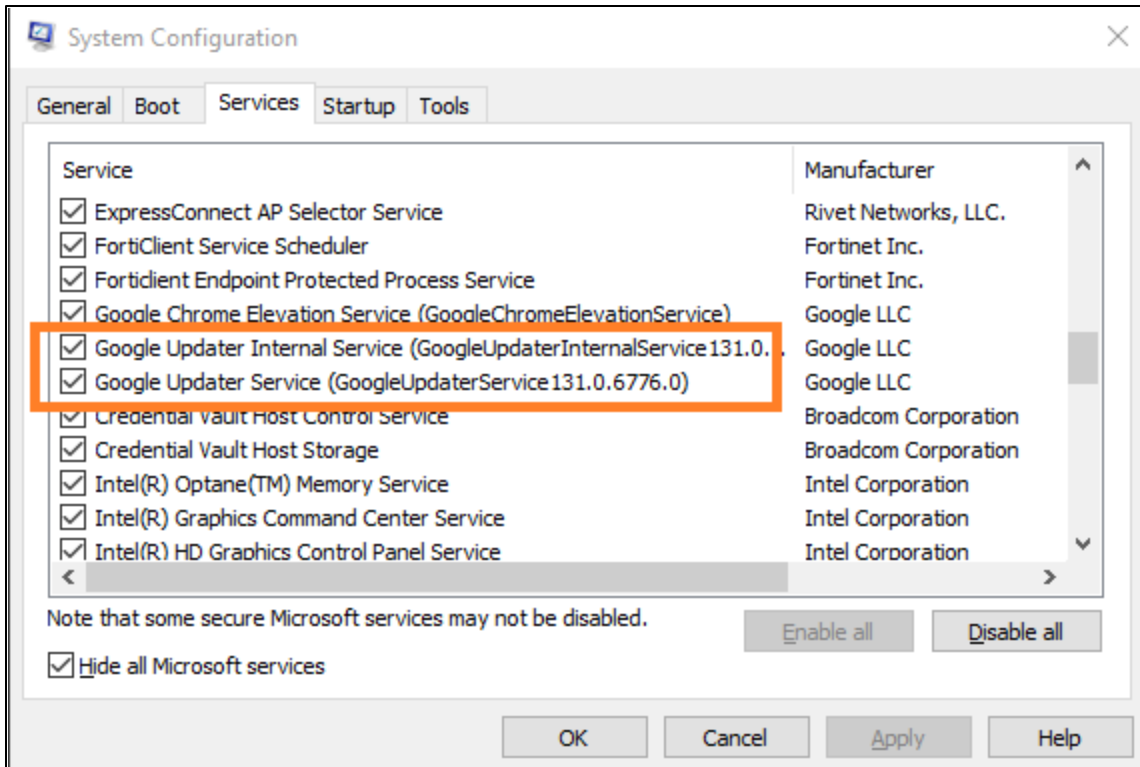 System Configuration
General Boot Services Startup Tools
Service Manufacturer
ExpressConnect AP Selector Service Rivet Networks, LLC.
FortiClient Service Scheduler Fortinet Inc.
Forticlient Endpoint Protected Process Service Fortinet Inc.
Google Chrome Elevation Service (GoogleChromeElevationService) Google LLC
Google Updater Internal Service (GoogleUpdaterInternalService131.0... Google LLC
Google Updater Service (GoogleUpdaterService131.0.6776.0) Google LLC
Credential Vault Host Control Service Broadcom Corporation
Credential Vault Host Storage Broadcom Corporation
Intel(R) Optane(TM) Memory Service Intel Corporation
Intel(R) Graphics Command Center Service Intel Corporation
Intel(R) HD Graphics Control Panel Service Intel Corporation
Note that some secure Microsoft services may not be disabled.
Enable all Disable all
Hide all Microsoft services
OK Cancel Apply Help